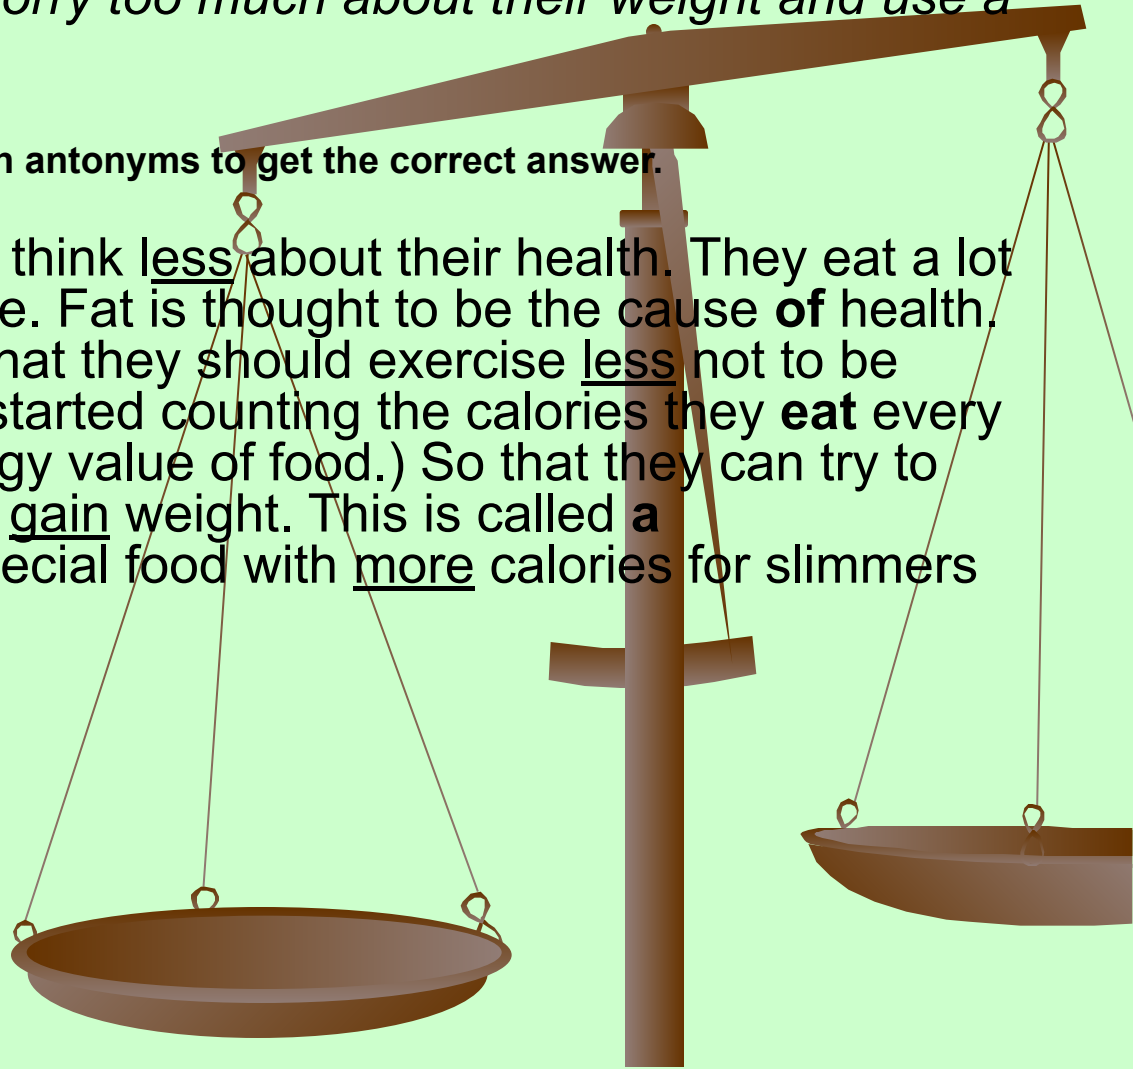 orry too much about their weight and use a
n antonyms to get the correct answer.
think less about their health. They eat a lot
e. Fat is thought to be the cause of health.
hat they should exercise less not to be
started counting the calories they eat every
gy value of food.) So that they can try to
gain weight. This is called a
ecial food with more calories for slimmers